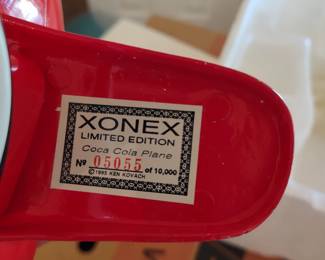 XONEX
LIMITED EDITION
Coca Cola Plane
No 05055 of 10,000
© 1995 KEN KOVACH